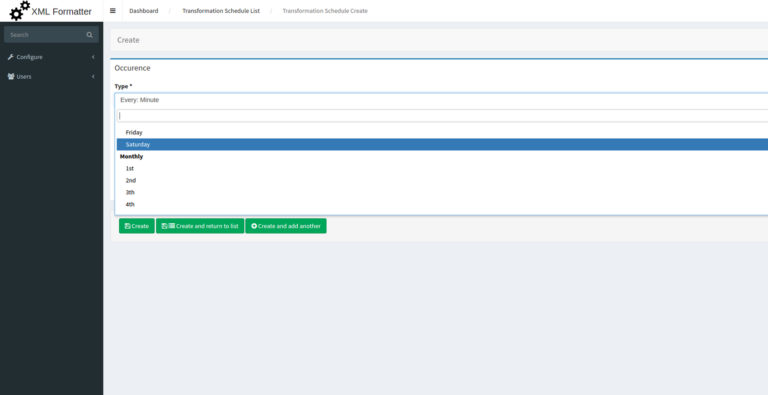 XML Formatter
Dashboard / Transformation Schedule List / Transformation Schedule Create
Search
Configure
Users
Create
Occurence
Type *
Every: Minute
Friday
Saturday
Monthly
1st
2nd
3th
4th
Create
Create and return to list
Create and add another